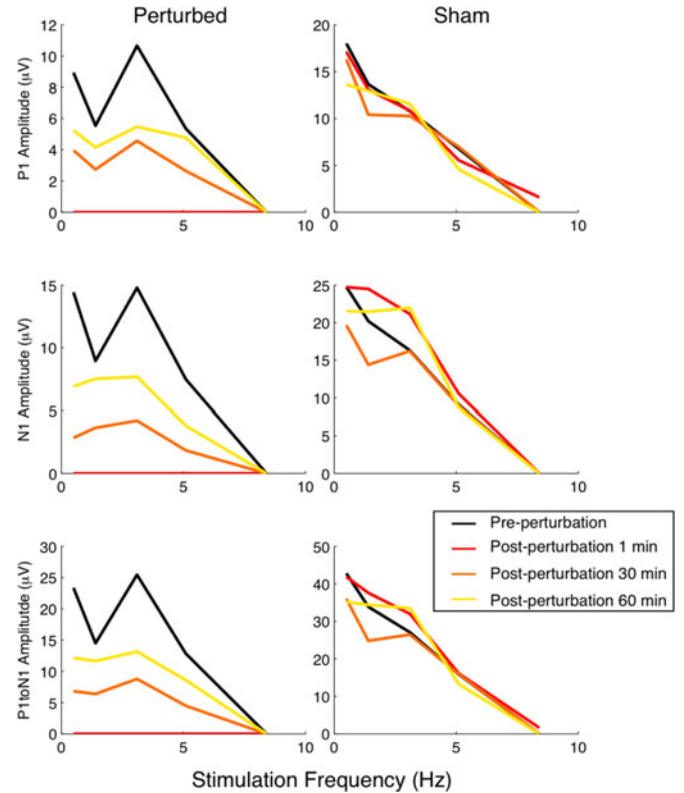 Perturbed
Sham
P1 Amplitude (µV)
12
10
8
6
4
2
0
0 5 10
20
15
10
5
0
0 5 10
N1 Amplitude (µV)
15
10
5
0
0 5 10
25
20
15
10
5
0
0 5 10
Pre-perturbation
Post-perturbation 1 min
Post-perturbation 30 min
Post-perturbation 60 min
P1toN1 Amplitutde (µV)
30
25
20
15
10
5
0
0 5 10
50
40
30
20
10
0
0 5 10
Stimulation Frequency (Hz)